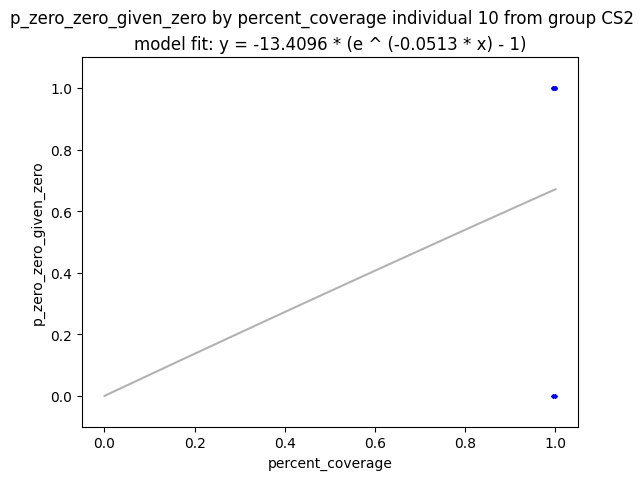 p_zero_zero_given_zero by percent_coverage individual 10 from group CS2
model fit: y = -13.4096 * (e ^ (-0.0513 * x) - 1)
1.0
0.8
0.6
0.4
0.2
0.0
p_zero_zero_given_zero
0.0 0.2 0.4 0.6 0.8 1.0
percent_coverage